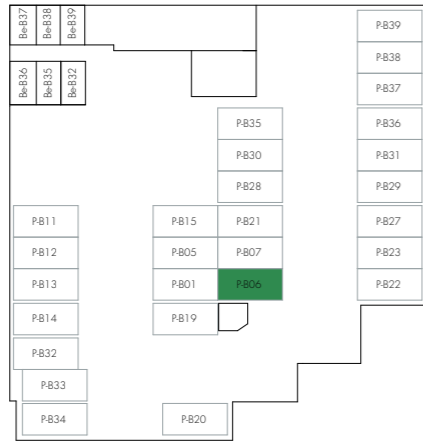 Be-B37 Be-B38 Be-B39 P-B39
P-B38
Be-B36 Be-B35 Be-B32 P-B37
P-B35 P-B36
P-B30 P-B31
P-B28 P-B29
P-B11 P-B15 P-B21 P-B27
P-B12 P-B05 P-B07 P-B23
P-B13 P-B01 P-B06 P-B22
P-B14 P-B19
P-B32
P-B33
P-B34 P-B20